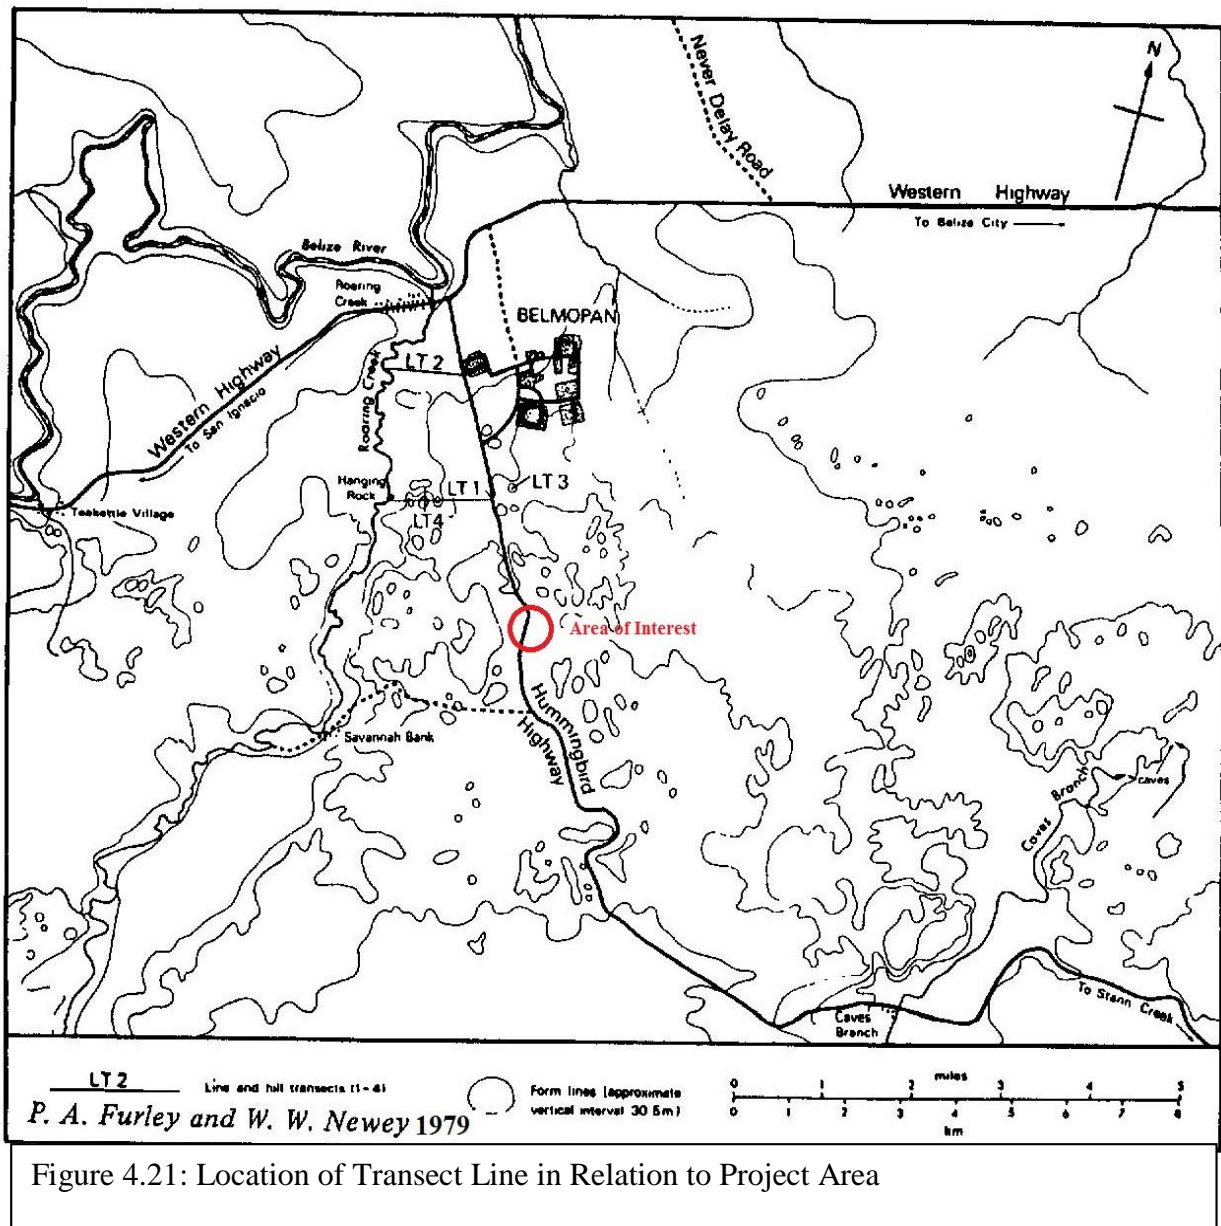 Never Delay Road
N
Western Highway
To Belize City
Belize River
Roaring
Creek
BELMOPAN
LT 2
Western Highway
To San Ignacio
Roaring Creek
Hanging
Rock
LT 1
LT 3
LT4
Teakettle Village
Area of Interest
Hummingbird
Highway
Savannah Bank
Caves Branch
caves
To Stann Creek
Caves
Branch
LT 2
Line and hill transects (1-4)
Form lines (approximate
vertical interval 30 5m)
miles
0 1 2 3 4 5
0 1 2 3 4 5 6 7 8
km
P. A. Furley and W. W. Newey 1979
Figure 4.21: Location of Transect Line in Relation to Project Area